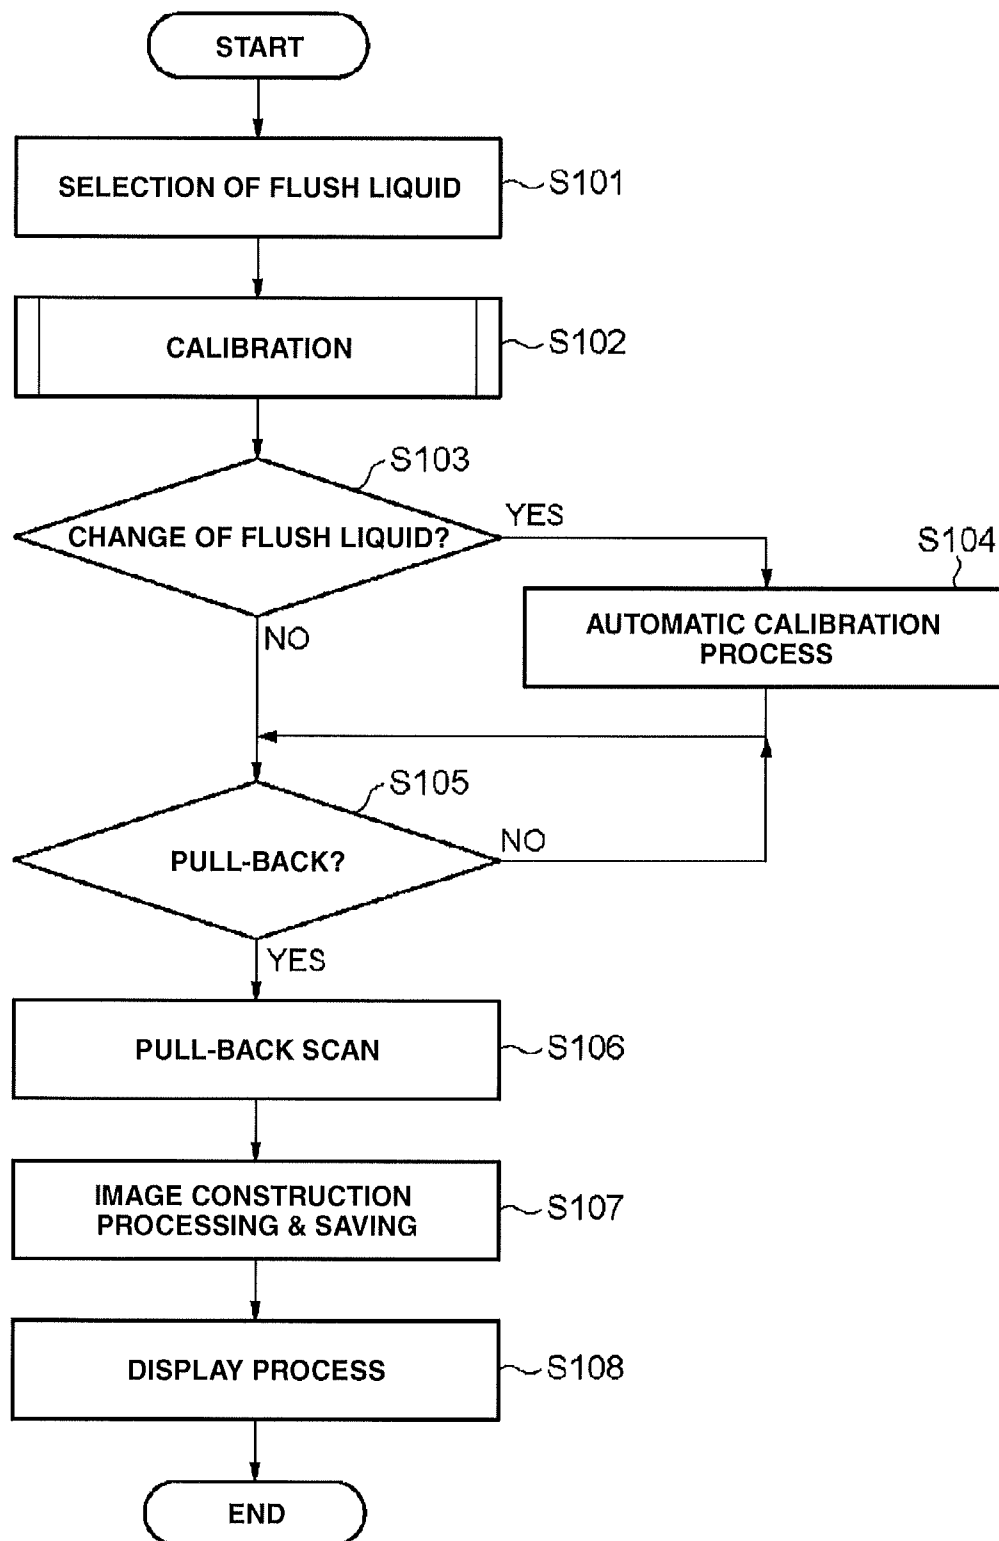 START
SELECTION OF FLUSH LIQUID
S101
CALIBRATION
S102
S103
CHANGE OF FLUSH LIQUID?
YES
NO
S104
AUTOMATIC CALIBRATION
PROCESS
S105
PULL-BACK?
NO
YES
PULL-BACK SCAN
S106
IMAGE CONSTRUCTION
PROCESSING & SAVING
S107
DISPLAY PROCESS
S108
END